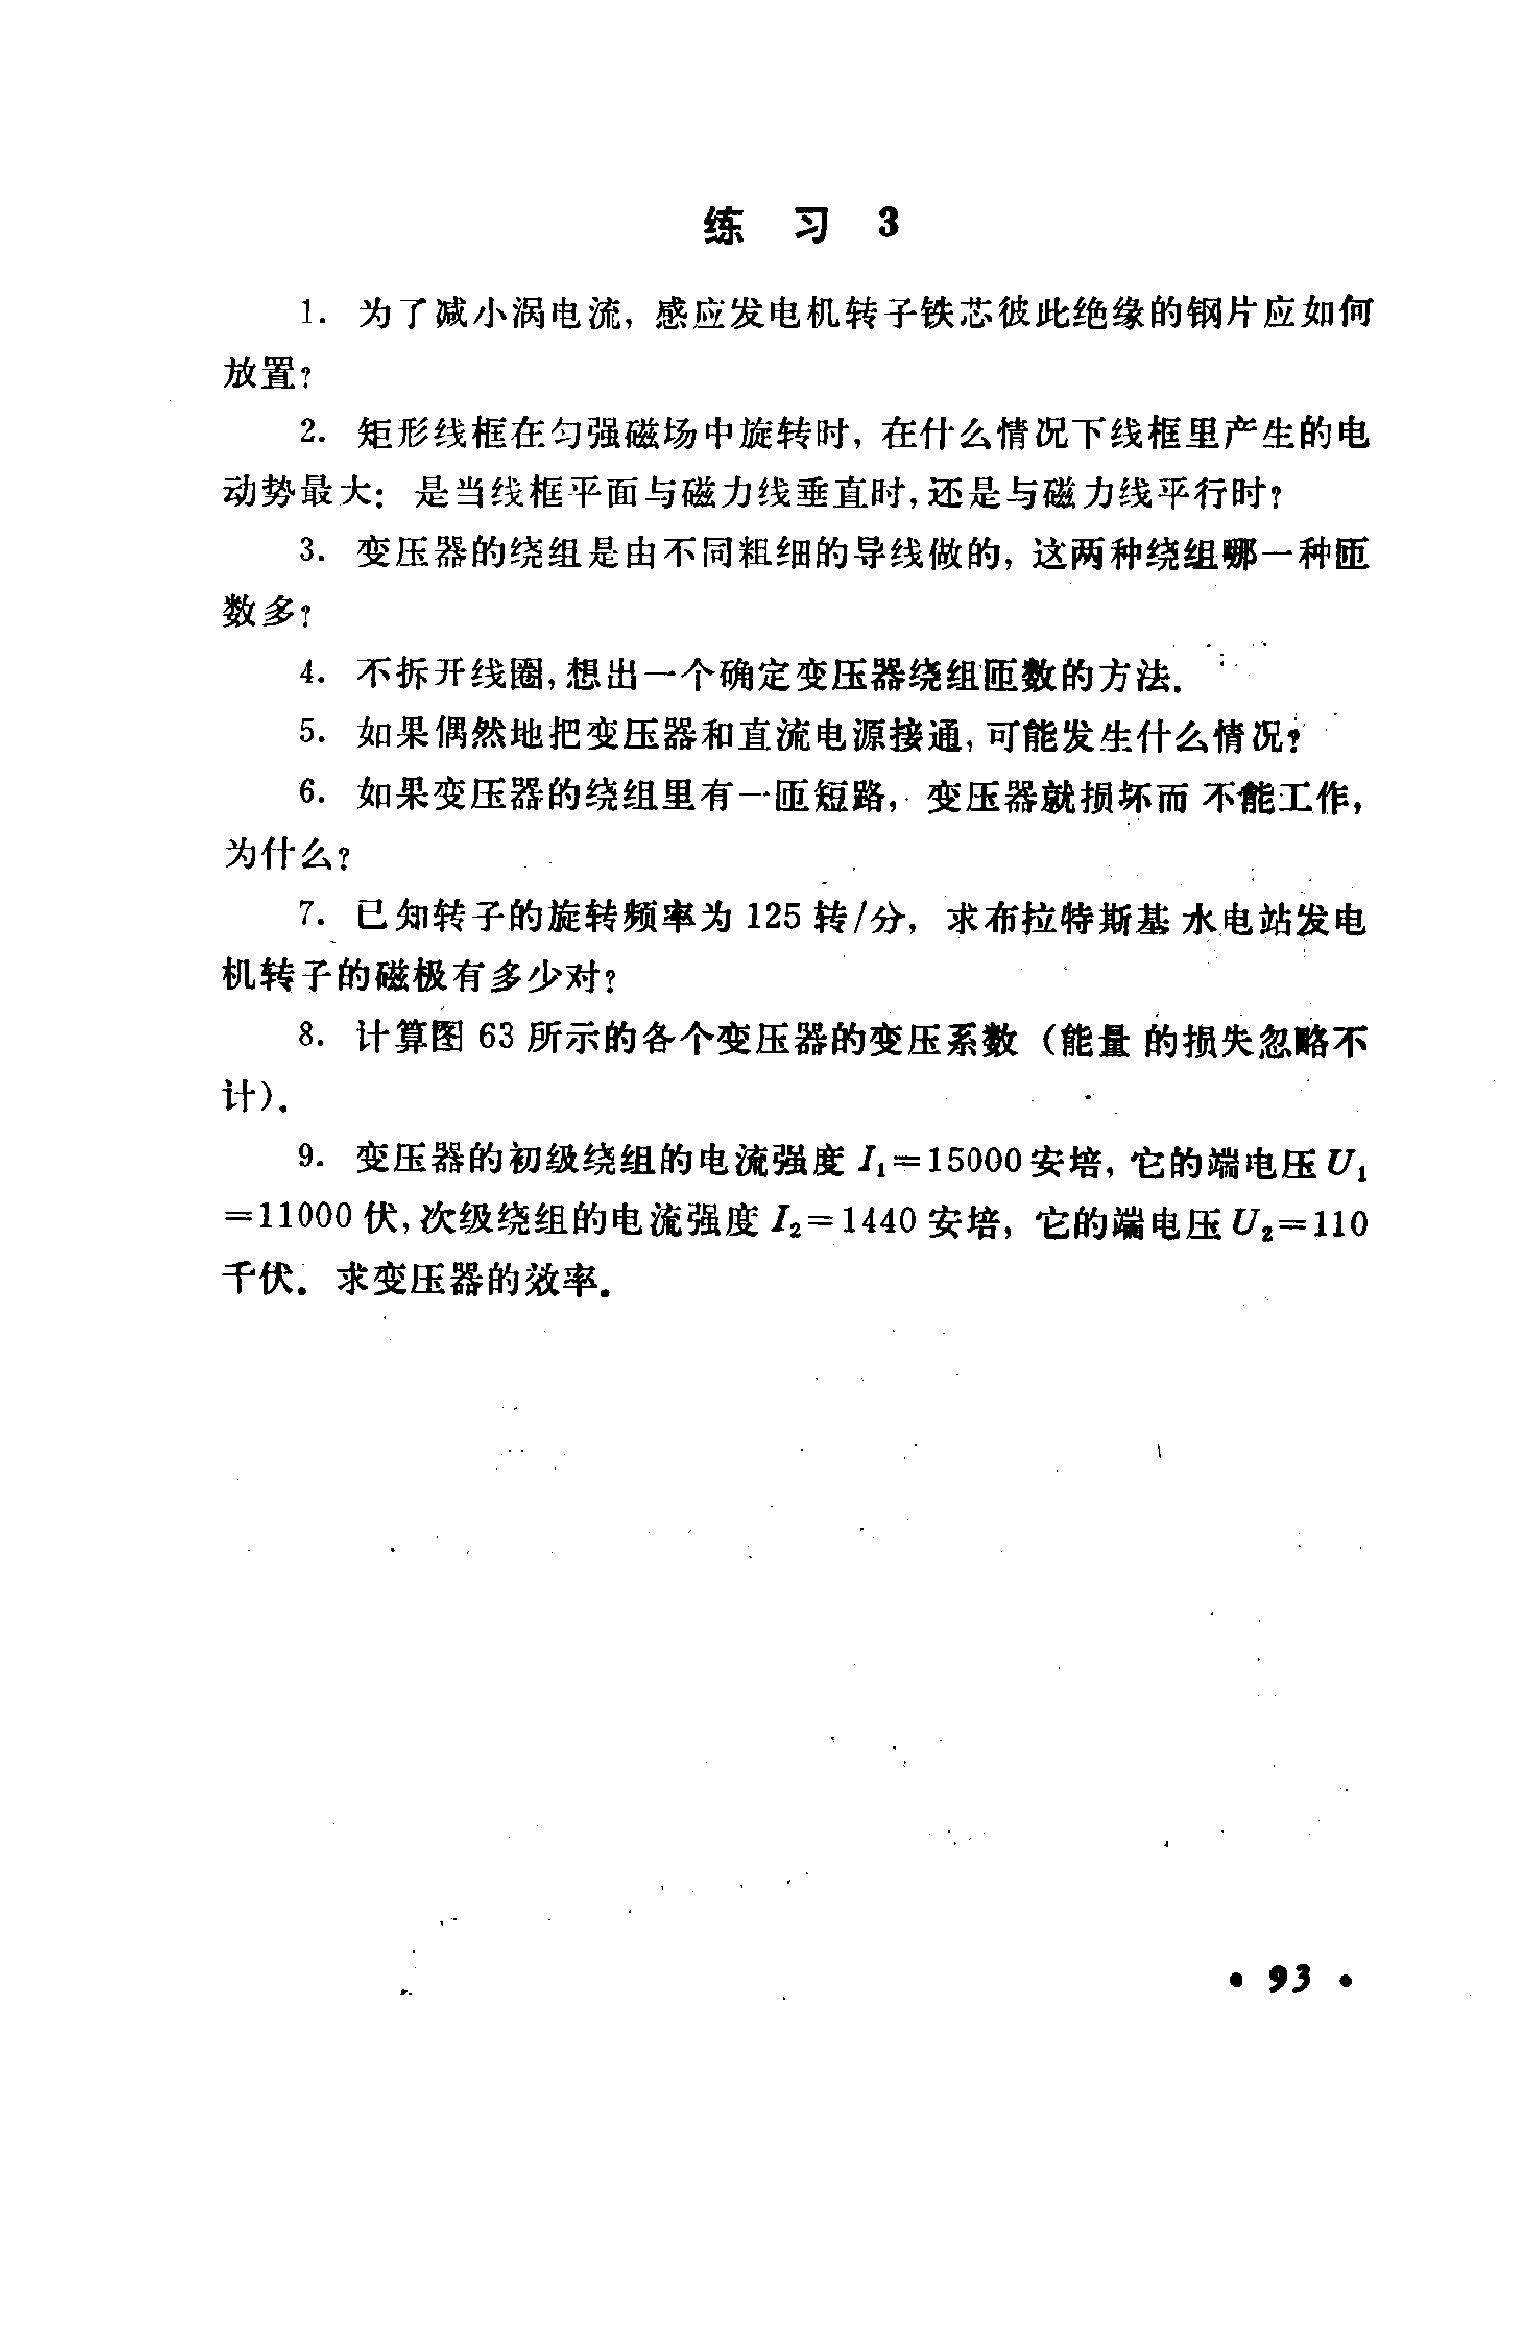 练 习 3
1. 为了减小涡电流, 感应发电机转子铁芯彼此绝缘的钢片应如何
放置?
2. 矩形线框在匀强磁场中旋转时, 在什么情况下线框里产生的电
动势最大: 是当线框平面与磁力线垂直时, 还是与磁力线平行时?
3. 变压器的绕组是由不同粗细的导线做的, 这两种绕组哪一种匝
数多?
4. 不拆开线圈, 想出一个确定变压器绕组匝数的方法.
5. 如果偶然地把变压器和直流电源接通, 可能发生什么情况?
6. 如果变压器的绕组里有一匝短路, 变压器就损坏而不能工作,
为什么?
7. 已知转子的旋转频率为 125 转/分, 求布拉特斯基水电站发电
机转子的磁极有多少对?
8. 计算图 63 所示的各个变压器的变压系数 (能量的损失忽略不
计).
9. 变压器的初级绕组的电流强度 I₁=15000 安培, 它的端电压 U₁
=11000 伏, 次级绕组的电流强度 I₂=1440 安培, 它的端电压 U₂=110
千伏. 求变压器的效率.
• 93 •